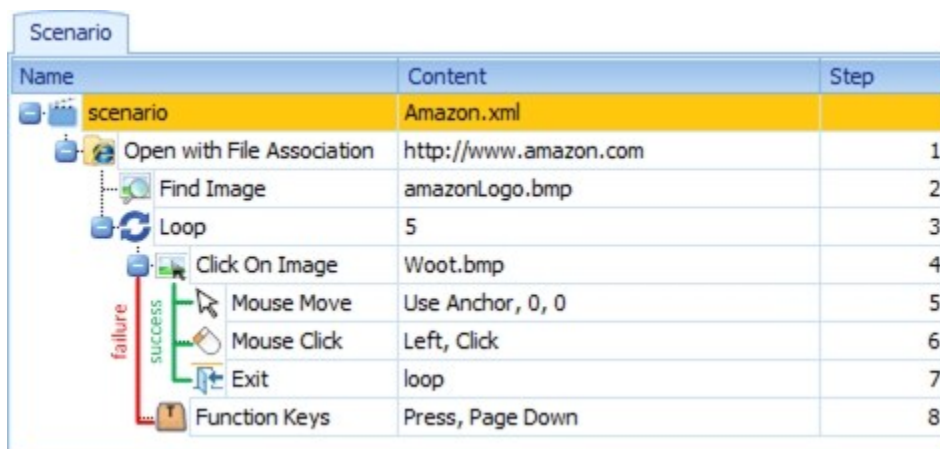 Scenario
Name Content Step
scenario Amazon.xml
Open with File Association http://www.amazon.com 1
Find Image amazonLogo.bmp 2
Loop 5 3
Click On Image Woot.bmp 4
Mouse Move Use Anchor, 0, 0 5
Mouse Click Left, Click 6
Exit loop 7
Function Keys Press, Page Down 8
failure
success